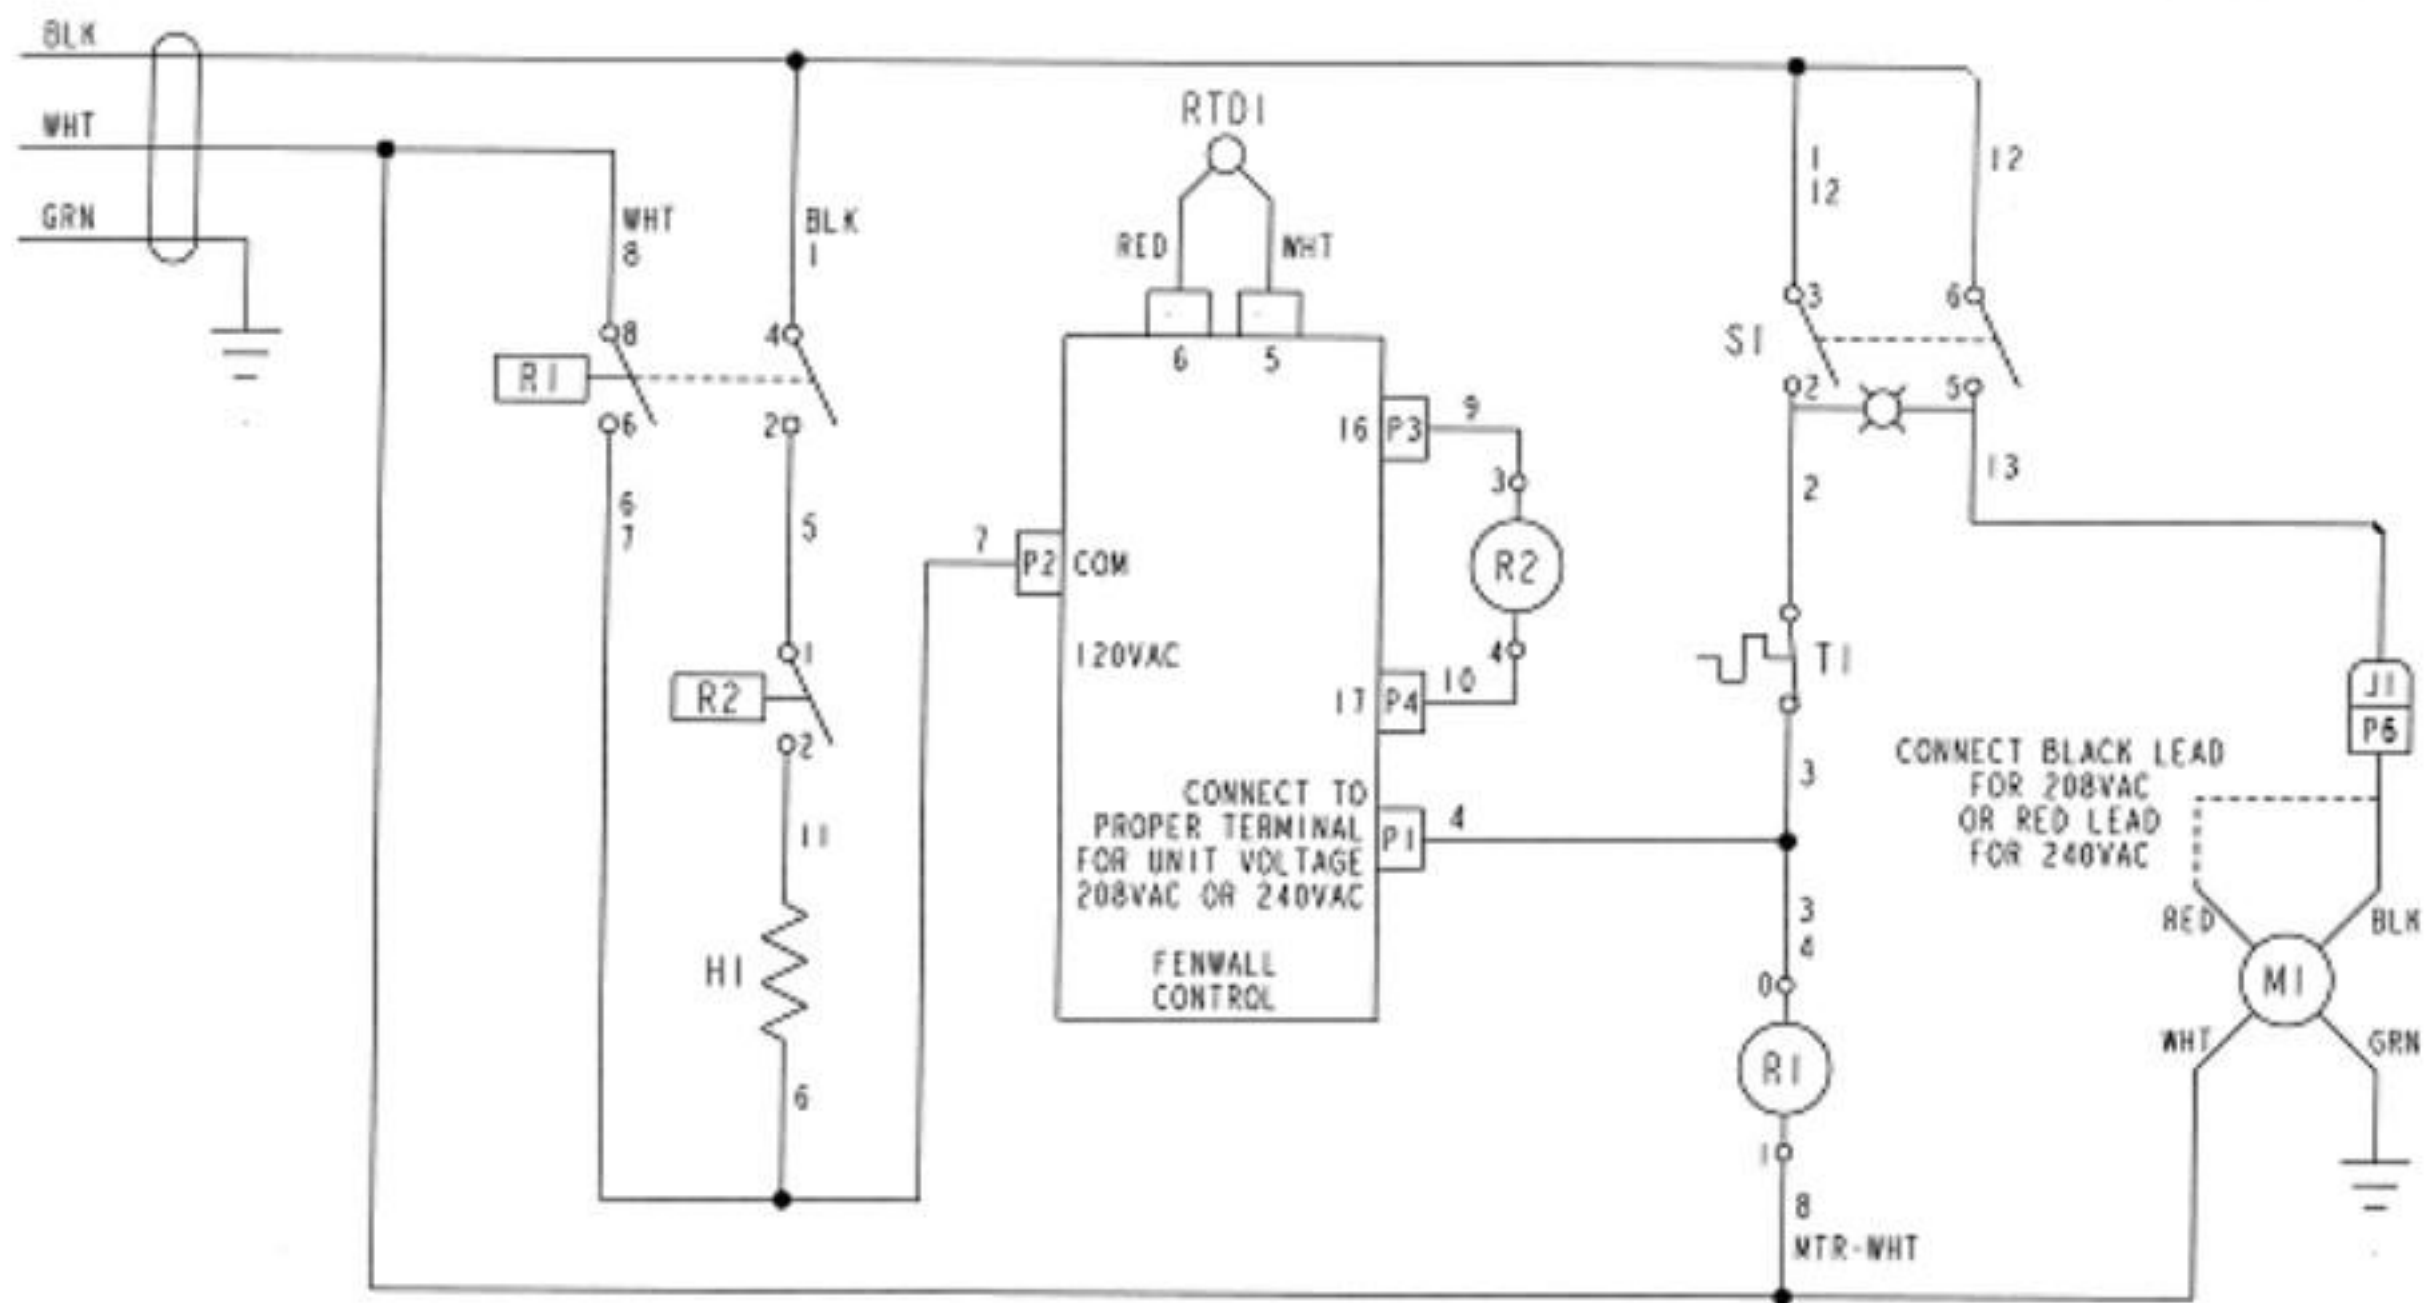 BLK
WHT
GRN
WHT
8
BLK
1
8
4
R1
6
2
6
7
5
1
R2
2
11
H1
6
RTD1
RED
WHT
6
5
16
P3
9
3
R2
4
7
P2
COM
120VAC
17
P4
10
CONNECT TO
PROPER TERMINAL
FOR UNIT VOLTAGE
208VAC OR 240VAC
P1
4
FENWALL
CONTROL
1
12
12
3
6
S1
2
5
2
13
T1
3
3
4
0
R1
1
8
MTR-WHT
J1
P6
CONNECT BLACK LEAD
FOR 208VAC
OR RED LEAD
FOR 240VAC
RED
BLK
M1
WHT
GRN